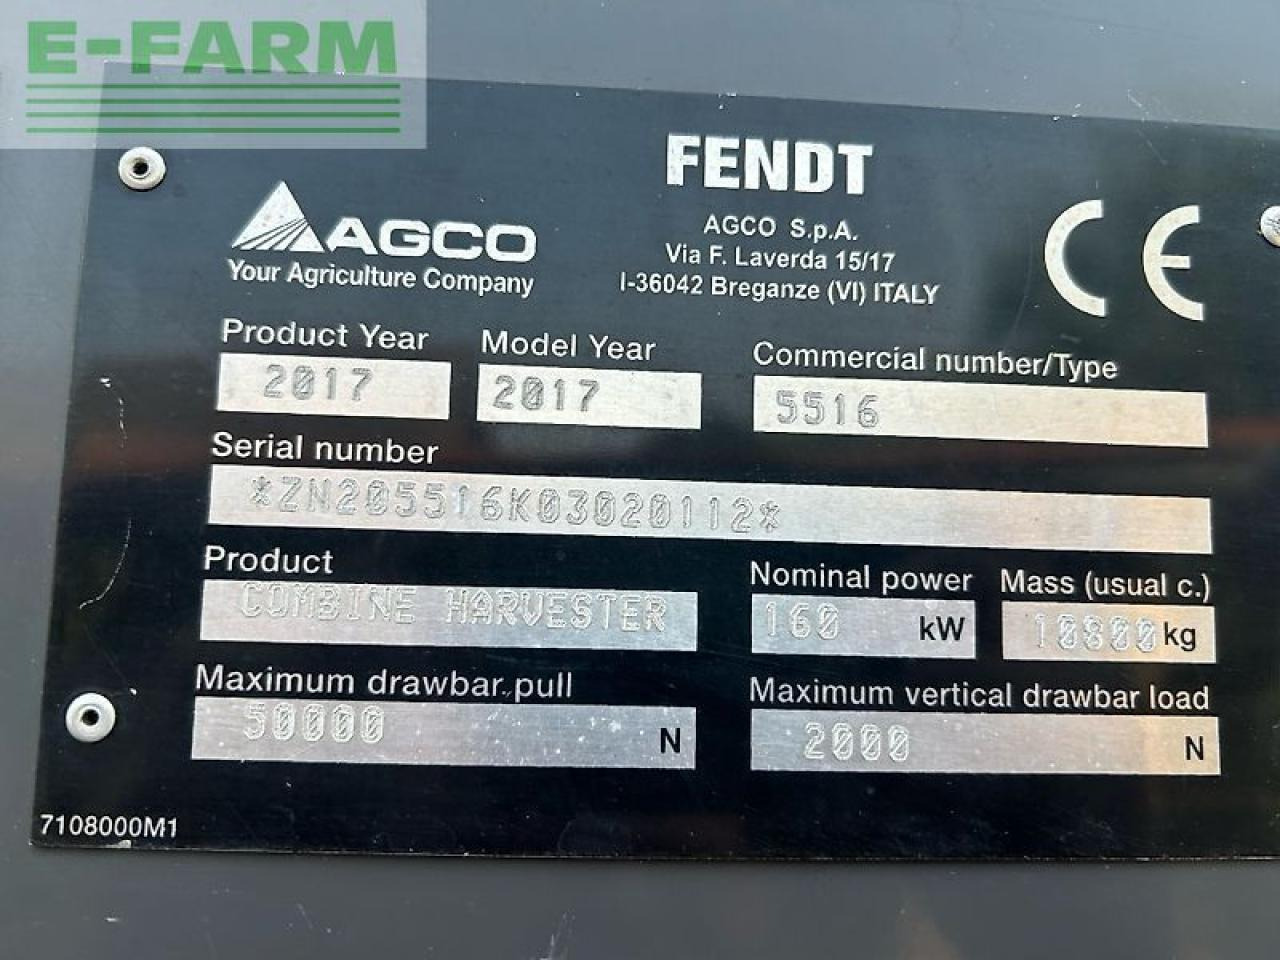 E-FARM
FENDT
AGCO
Your Agriculture Company
AGCO S.p.A.
Via F. Laverda 15/17
I-36042 Breganze (VI) ITALY
CE
Product Year
2017
Model Year
2017
Commercial number/Type
5516
Serial number
*ZN205516K03020112*
Product
COMBINE HARVESTER
Nominal power
160 kW
Mass (usual c.)
10800 kg
Maximum drawbar pull
50000 N
Maximum vertical drawbar load
2000 N
7108000M1